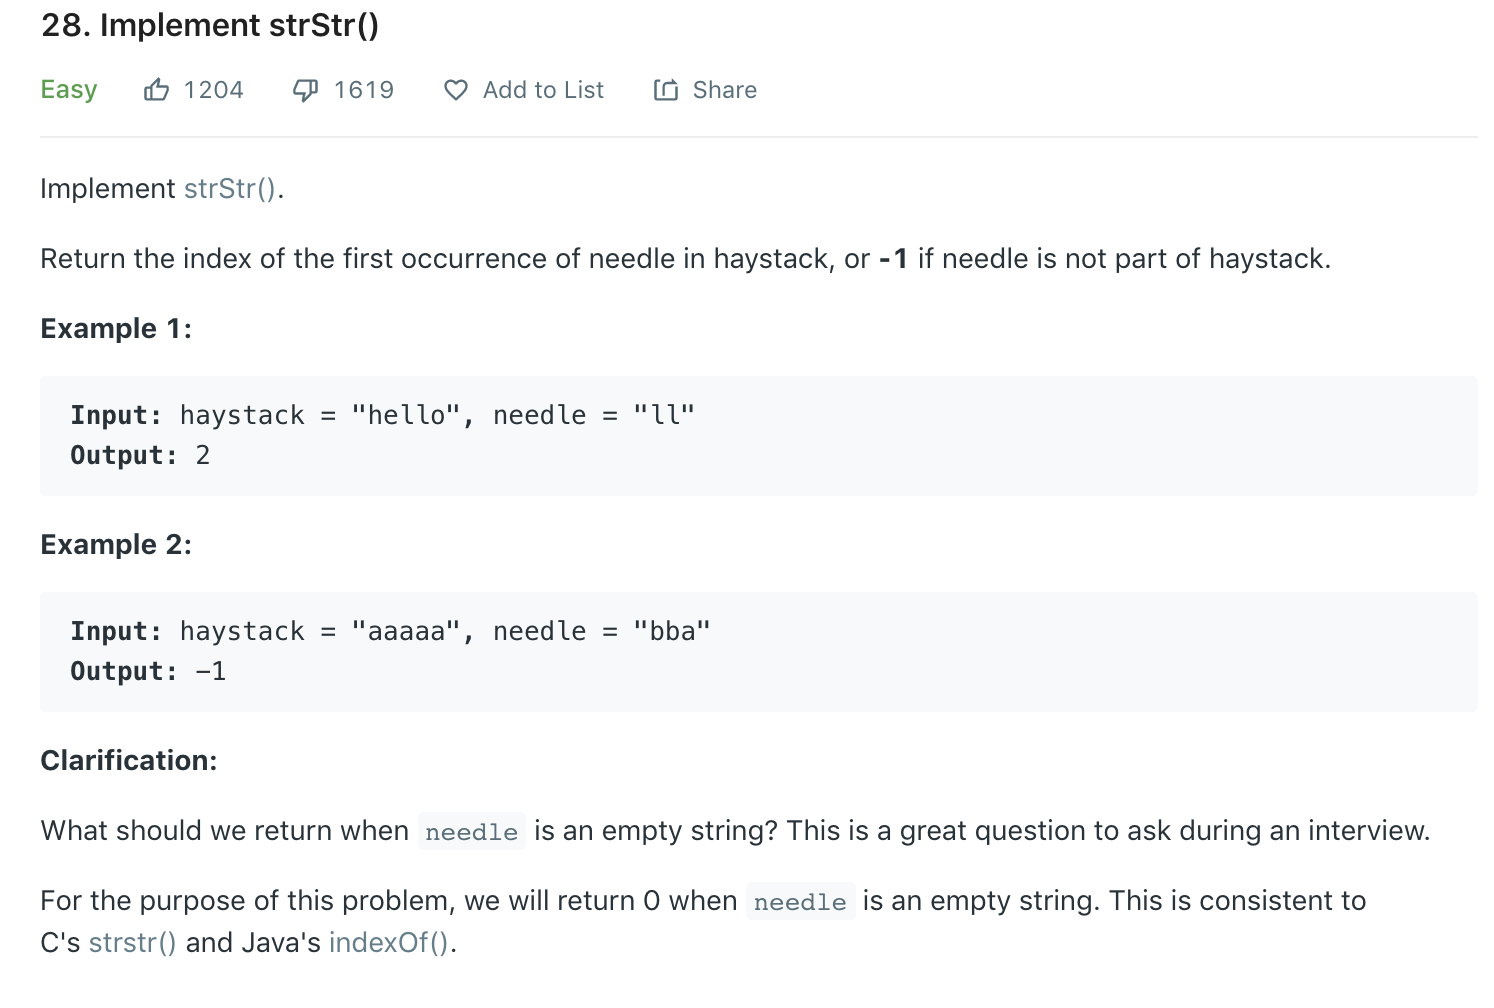 28. Implement strStr()
Easy 1204 1619 Add to List Share
Implement strStr().
Return the index of the first occurrence of needle in haystack, or -1 if needle is not part of haystack.
Example 1:
Input: haystack = "hello", needle = "ll"
Output: 2
Example 2:
Input: haystack = "aaaaa", needle = "bba"
Output: -1
Clarification:
What should we return when needle is an empty string? This is a great question to ask during an interview.
For the purpose of this problem, we will return 0 when needle is an empty string. This is consistent to
C's strstr() and Java's indexOf().